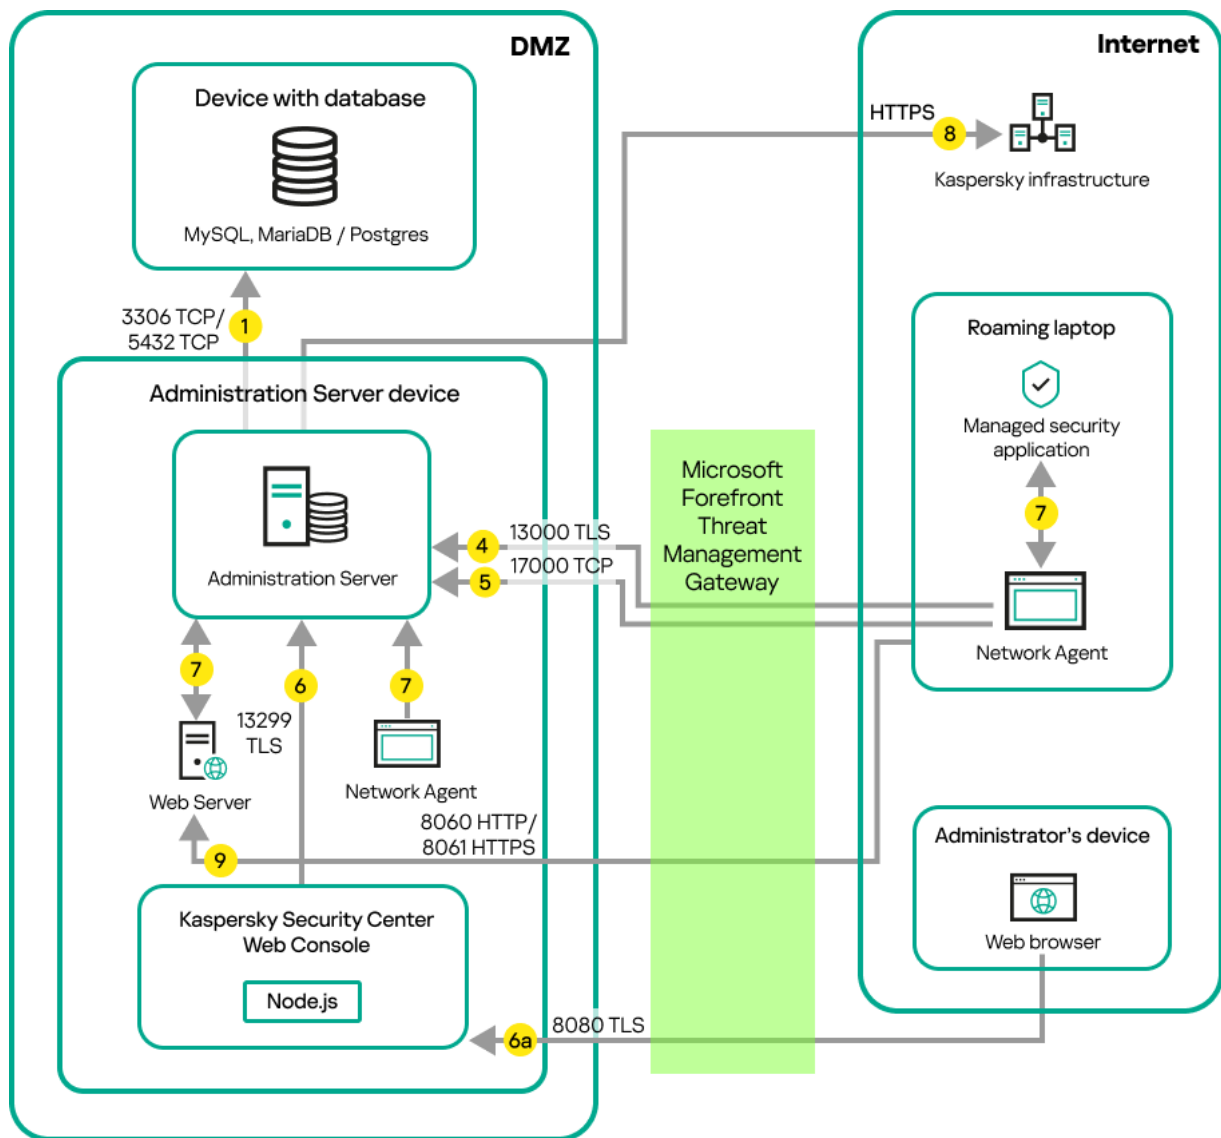 DMZ
Device with database
MySQL, MariaDB / Postgres
3306 TCP/
5432 TCP
1
Administration Server device
Administration Server
4
13000 TLS
5
17000 TCP
7
6
7
13299
TLS
Web Server
Network Agent
8060 HTTP/
8061 HTTPS
9
Kaspersky Security Center
Web Console
Node.js
6a
8080 TLS
Microsoft
Forefront
Threat
Management
Gateway
Internet
HTTPS
8
Kaspersky infrastructure
Roaming laptop
Managed security
application
7
Network Agent
Administrator's device
Web browser